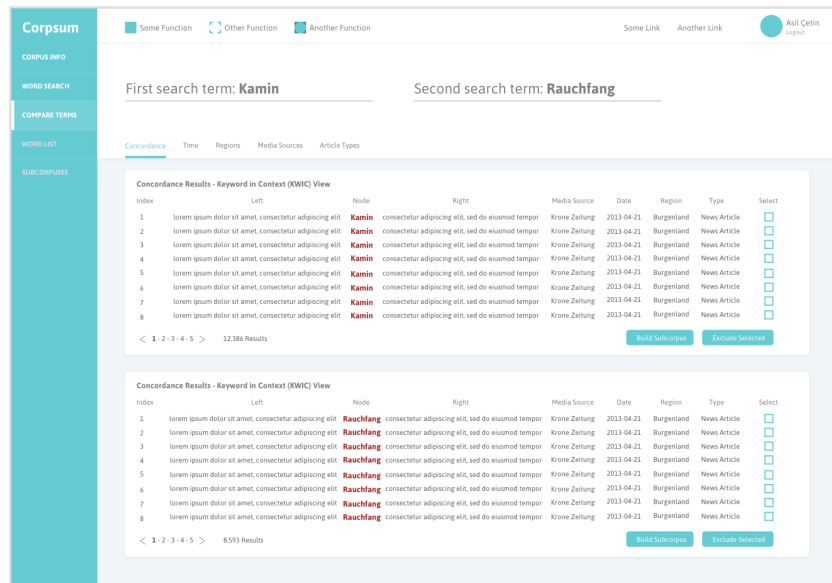 Corpsum
Some Function Other Function Another Function Some Link Another Link Asil Çetin
Logout
CORPUS INFO
WORD SEARCH
COMPARE TERMS
WORD LIST
SUBCORPUSES
First search term: Kamin Second search term: Rauchfang
Concordance Time Regions Media Sources Article Types
Concordance Results - Keyword in Context (KWIC) View
Index Left Node Right Media Source Date Region Type Select
1 lorem ipsum dolor sit amet, consectetur adipiscing elit Kamin consectetur adipiscing elit, sed do eiusmod tempor Krone Zeitung 2013-04-21 Burgenland News Article
2 lorem ipsum dolor sit amet, consectetur adipiscing elit Kamin consectetur adipiscing elit, sed do eiusmod tempor Krone Zeitung 2013-04-21 Burgenland News Article
3 lorem ipsum dolor sit amet, consectetur adipiscing elit Kamin consectetur adipiscing elit, sed do eiusmod tempor Krone Zeitung 2013-04-21 Burgenland News Article
4 lorem ipsum dolor sit amet, consectetur adipiscing elit Kamin consectetur adipiscing elit, sed do eiusmod tempor Krone Zeitung 2013-04-21 Burgenland News Article
5 lorem ipsum dolor sit amet, consectetur adipiscing elit Kamin consectetur adipiscing elit, sed do eiusmod tempor Krone Zeitung 2013-04-21 Burgenland News Article
6 lorem ipsum dolor sit amet, consectetur adipiscing elit Kamin consectetur adipiscing elit, sed do eiusmod tempor Krone Zeitung 2013-04-21 Burgenland News Article
7 lorem ipsum dolor sit amet, consectetur adipiscing elit Kamin consectetur adipiscing elit, sed do eiusmod tempor Krone Zeitung 2013-04-21 Burgenland News Article
8 lorem ipsum dolor sit amet, consectetur adipiscing elit Kamin consectetur adipiscing elit, sed do eiusmod tempor Krone Zeitung 2013-04-21 Burgenland News Article
< 1 - 2 - 3 - 4 - 5 > 12.386 Results Build Subcorpus Exclude Selected
Concordance Results - Keyword in Context (KWIC) View
Index Left Node Right Media Source Date Region Type Select
1 lorem ipsum dolor sit amet, consectetur adipiscing elit Rauchfang consectetur adipiscing elit, sed do eiusmod tempor Krone Zeitung 2013-04-21 Burgenland News Article
2 lorem ipsum dolor sit amet, consectetur adipiscing elit Rauchfang consectetur adipiscing elit, sed do eiusmod tempor Krone Zeitung 2013-04-21 Burgenland News Article
3 lorem ipsum dolor sit amet, consectetur adipiscing elit Rauchfang consectetur adipiscing elit, sed do eiusmod tempor Krone Zeitung 2013-04-21 Burgenland News Article
4 lorem ipsum dolor sit amet, consectetur adipiscing elit Rauchfang consectetur adipiscing elit, sed do eiusmod tempor Krone Zeitung 2013-04-21 Burgenland News Article
5 lorem ipsum dolor sit amet, consectetur adipiscing elit Rauchfang consectetur adipiscing elit, sed do eiusmod tempor Krone Zeitung 2013-04-21 Burgenland News Article
6 lorem ipsum dolor sit amet, consectetur adipiscing elit Rauchfang consectetur adipiscing elit, sed do eiusmod tempor Krone Zeitung 2013-04-21 Burgenland News Article
7 lorem ipsum dolor sit amet, consectetur adipiscing elit Rauchfang consectetur adipiscing elit, sed do eiusmod tempor Krone Zeitung 2013-04-21 Burgenland News Article
8 lorem ipsum dolor sit amet, consectetur adipiscing elit Rauchfang consectetur adipiscing elit, sed do eiusmod tempor Krone Zeitung 2013-04-21 Burgenland News Article
< 1 - 2 - 3 - 4 - 5 > 8.593 Results Build Subcorpus Exclude Selected